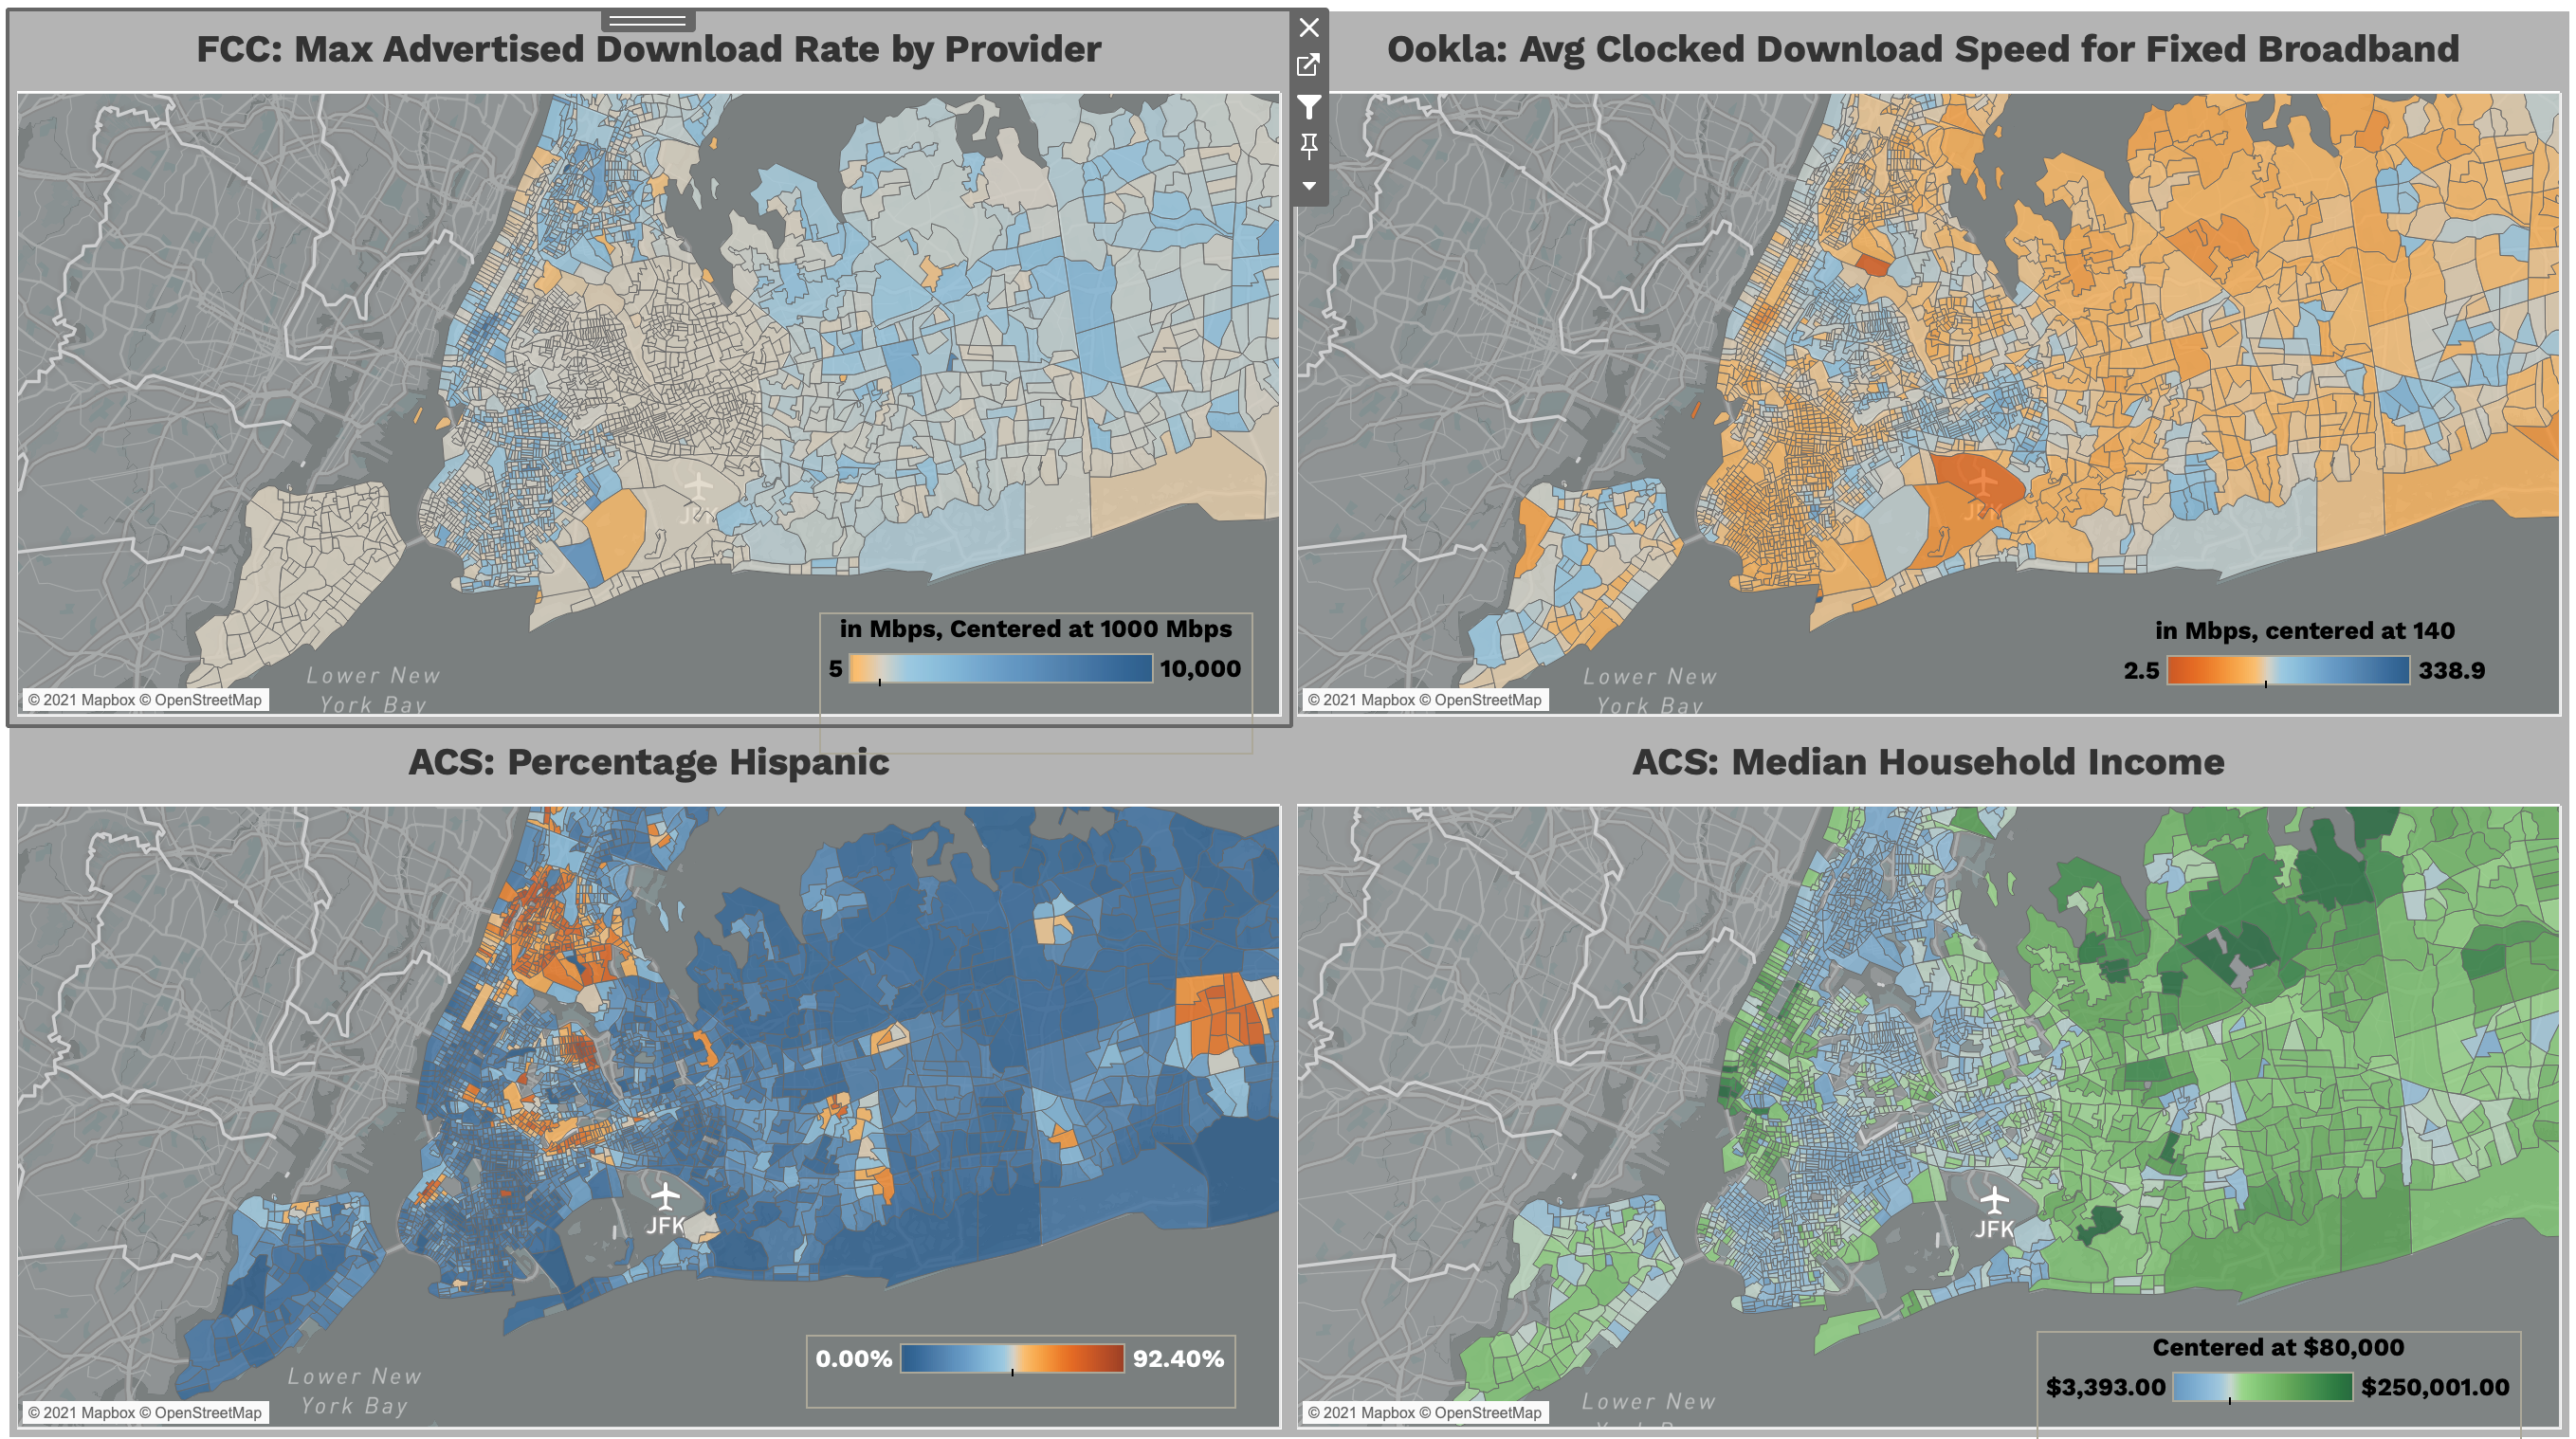 FCC: Max Advertised Download Rate by Provider
Ookla: Avg Clocked Download Speed for Fixed Broadband
JFK
JFK
in Mbps, Centered at 1000 Mbps
5
10,000
in Mbps, centered at 140
2.5
338.9
Lower New
York Bay
© 2021 Mapbox © OpenStreetMap
Lower New
York Bay
© 2021 Mapbox © OpenStreetMap
ACS: Percentage Hispanic
ACS: Median Household Income
JFK
JFK
0.00%
92.40%
Centered at $80,000
$3,393.00
$250,001.00
Lower New
York Bay
© 2021 Mapbox © OpenStreetMap
Lower New
© 2021 Mapbox © OpenStreetMap